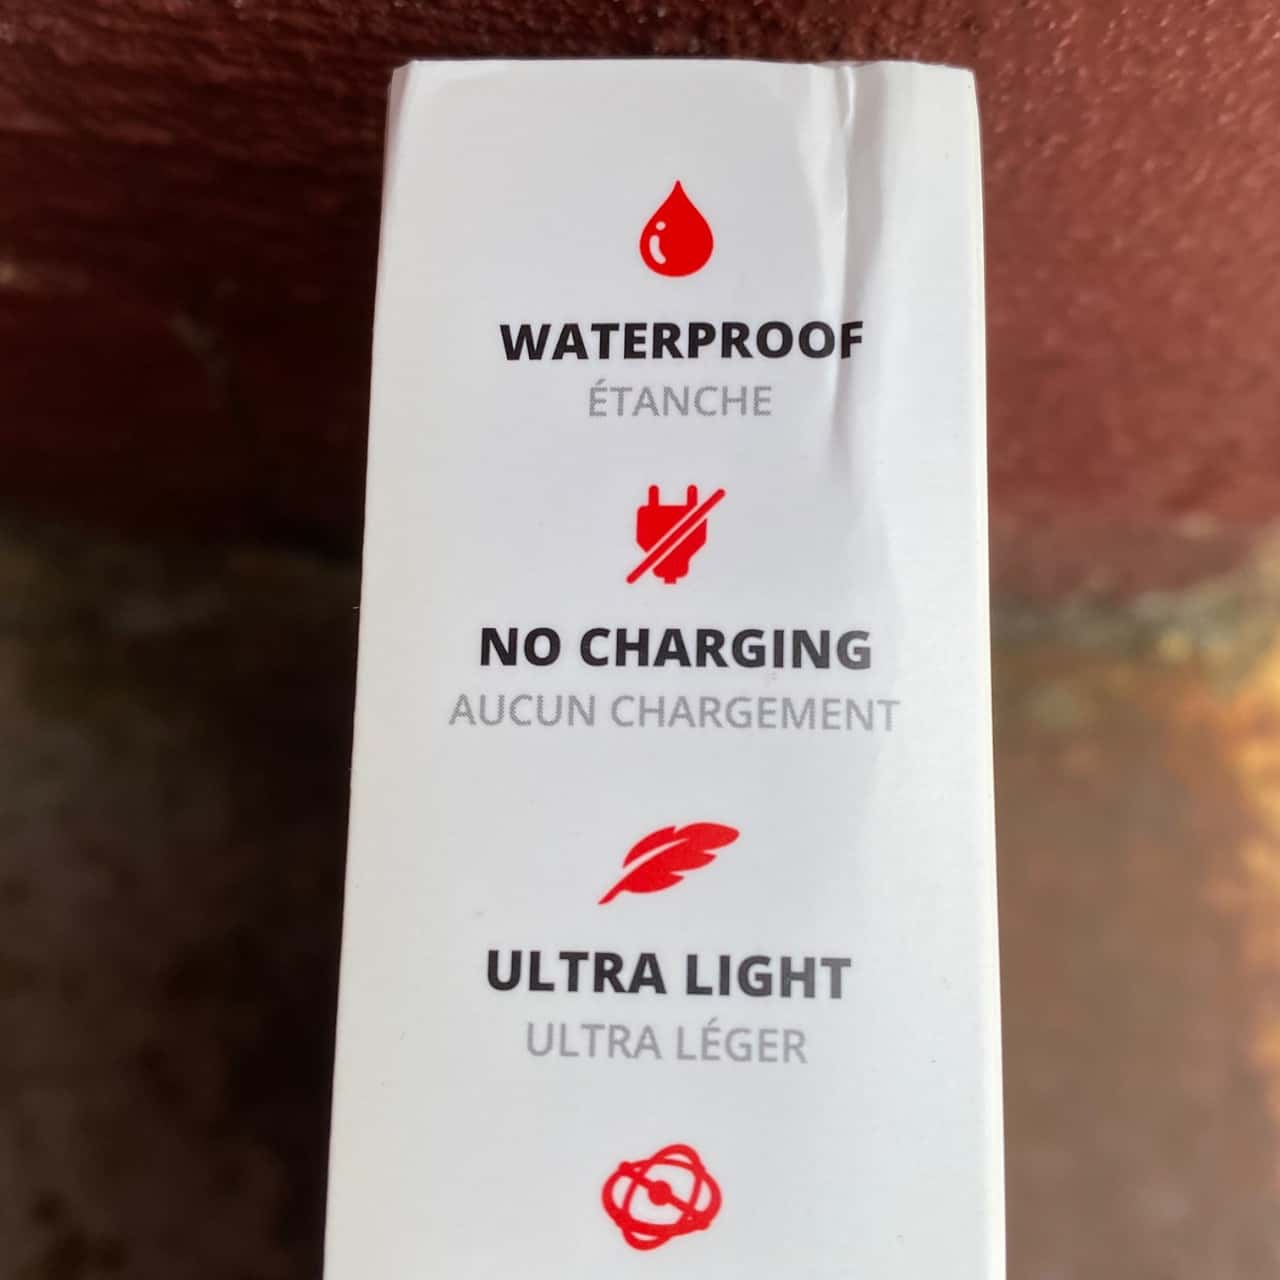 WATERPROOF
ÉTANCHE
NO CHARGING
AUCUN CHARGEMENT
ULTRA LIGHT
ULTRA LÉGER